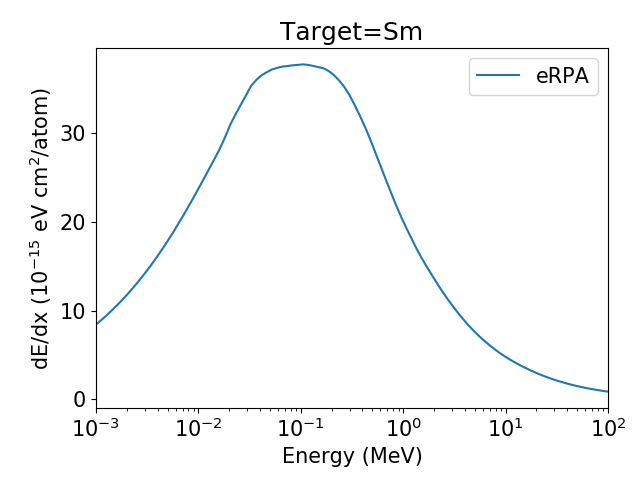 Target=Sm
eRPA
dE/dx (10⁻¹⁵ eV cm²/atom)
30
20
10
0
10⁻³ 10⁻² 10⁻¹ 10⁰ 10¹ 10²
Energy (MeV)